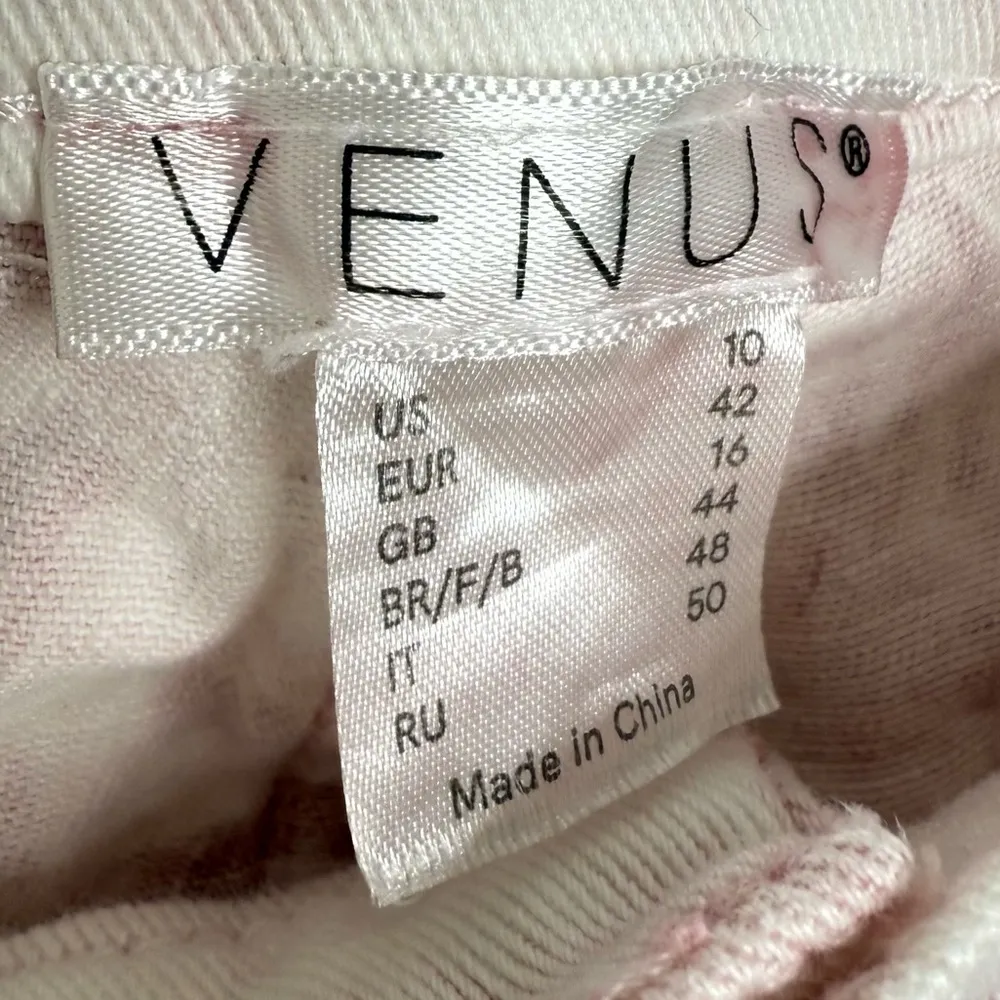 VENUS®
US 10
EUR 42
GB 16
BR/F/B 44
IT 48
RU 50
Made in China